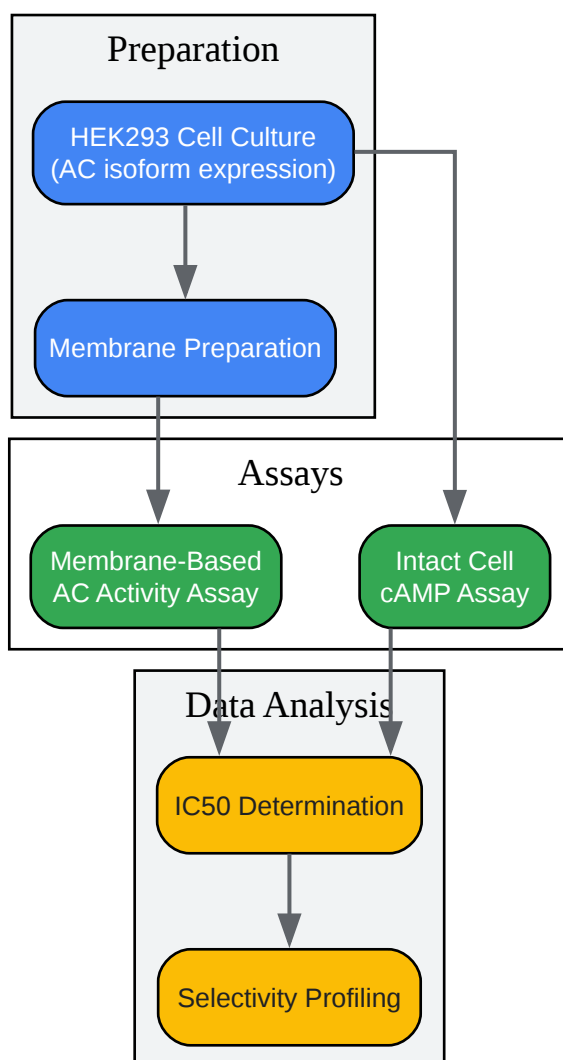 Preparation
HEK293 Cell Culture
(AC isoform expression)
Membrane Preparation
Assays
Membrane-Based
AC Activity Assay
Intact Cell
cAMP Assay
Data Analysis
IC50 Determination
Selectivity Profiling